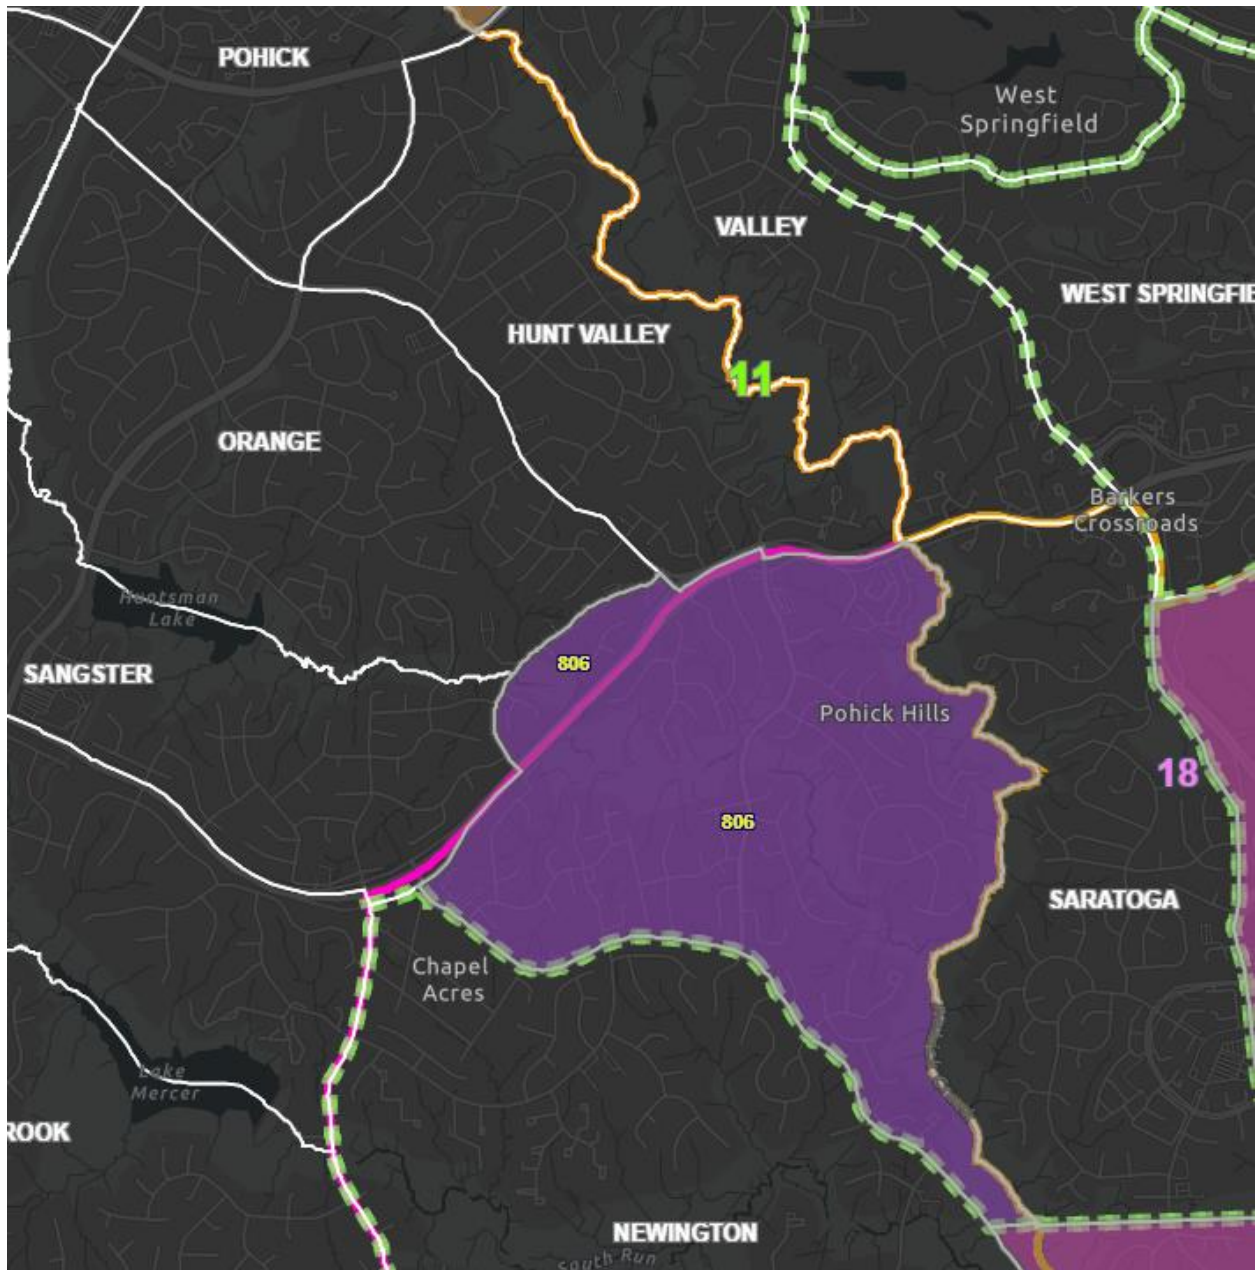 POHICK
West
Springfield
VALLEY
WEST SPRINGFIE
HUNT VALLEY
11
ORANGE
Barkers
Crossroads
Huntsman
Lake
806
SANGSTER
Pohick Hills
18
806
SARATOGA
Chapel
Acres
Lake
Mercer
ROOK
NEWINGTON
South Run